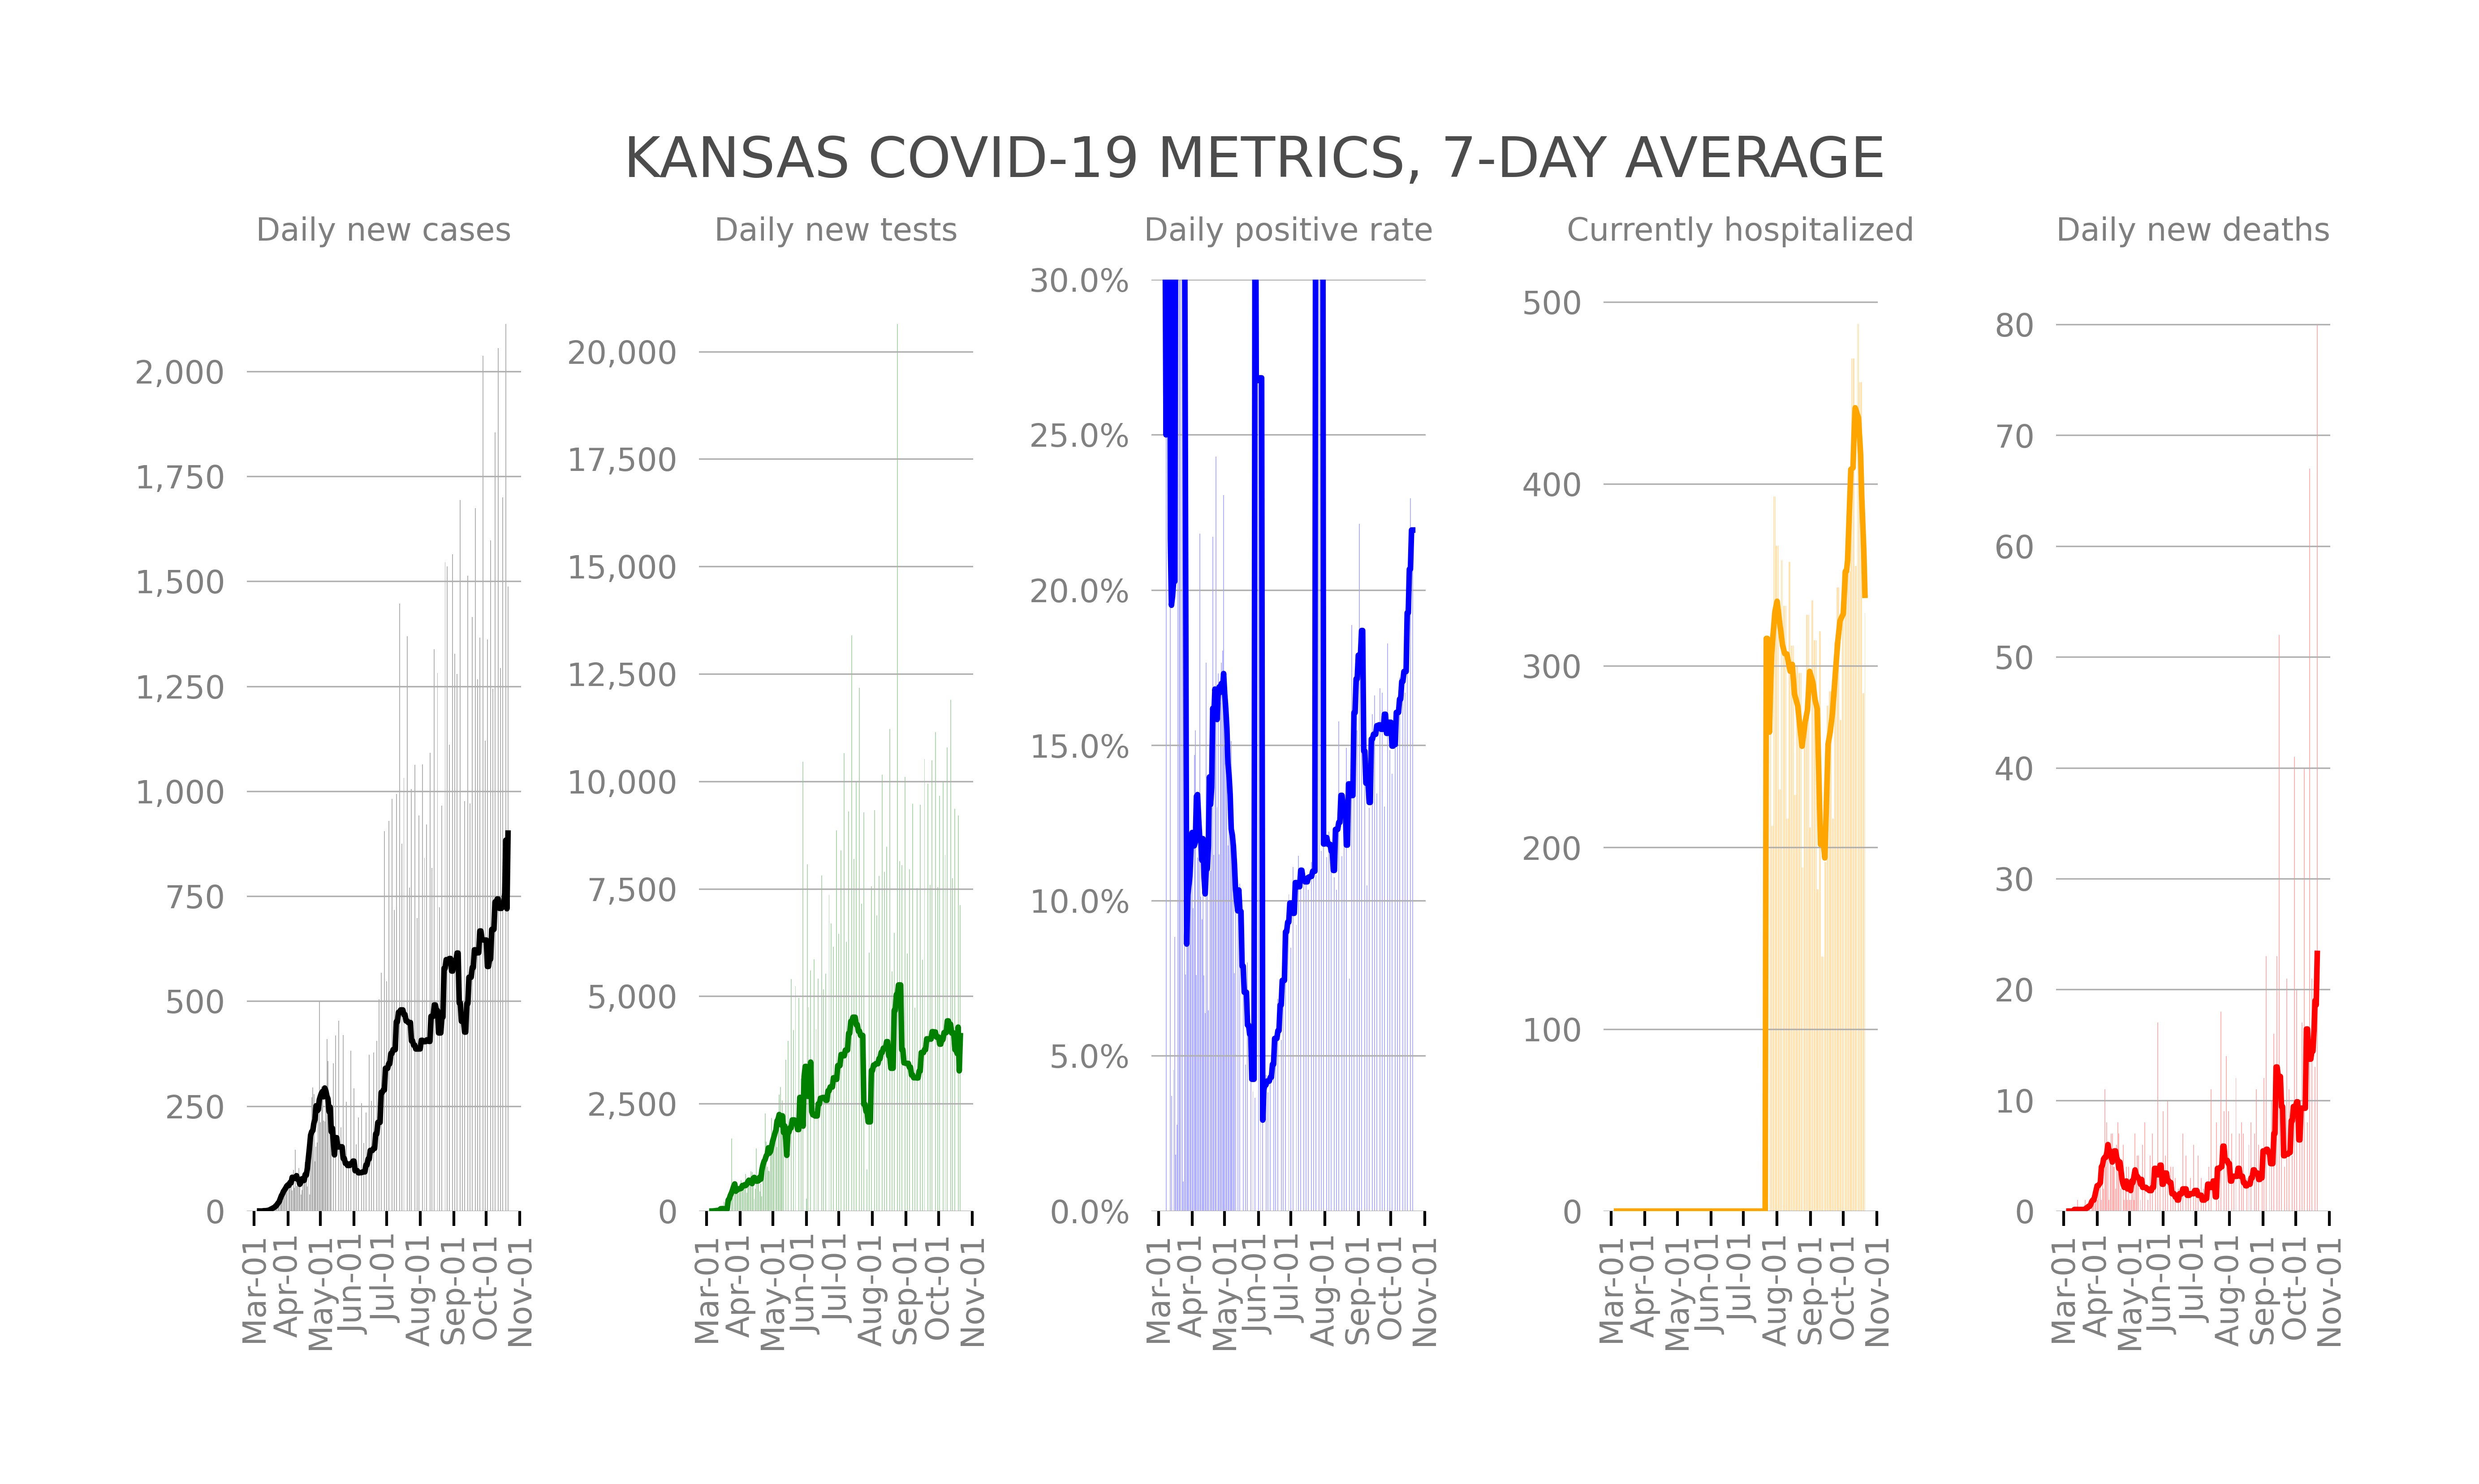 KANSAS COVID-19 METRICS, 7-DAY AVERAGE
Daily new cases
2,000
1,750
1,500
1,250
1,000
750
500
250
0
Mar-01
Apr-01
May-01
Jun-01
Jul-01
Aug-01
Sep-01
Oct-01
Nov-01
Daily new tests
20,000
17,500
15,000
12,500
10,000
7,500
5,000
2,500
0
Mar-01
Apr-01
May-01
Jun-01
Jul-01
Aug-01
Sep-01
Oct-01
Nov-01
Daily positive rate
30.0%
25.0%
20.0%
15.0%
10.0%
5.0%
0.0%
Mar-01
Apr-01
May-01
Jun-01
Jul-01
Aug-01
Sep-01
Oct-01
Nov-01
Currently hospitalized
500
400
300
200
100
0
Mar-01
Apr-01
May-01
Jun-01
Jul-01
Aug-01
Sep-01
Oct-01
Nov-01
Daily new deaths
80
70
60
50
40
30
20
10
0
Mar-01
Apr-01
May-01
Jun-01
Jul-01
Aug-01
Sep-01
Oct-01
Nov-01